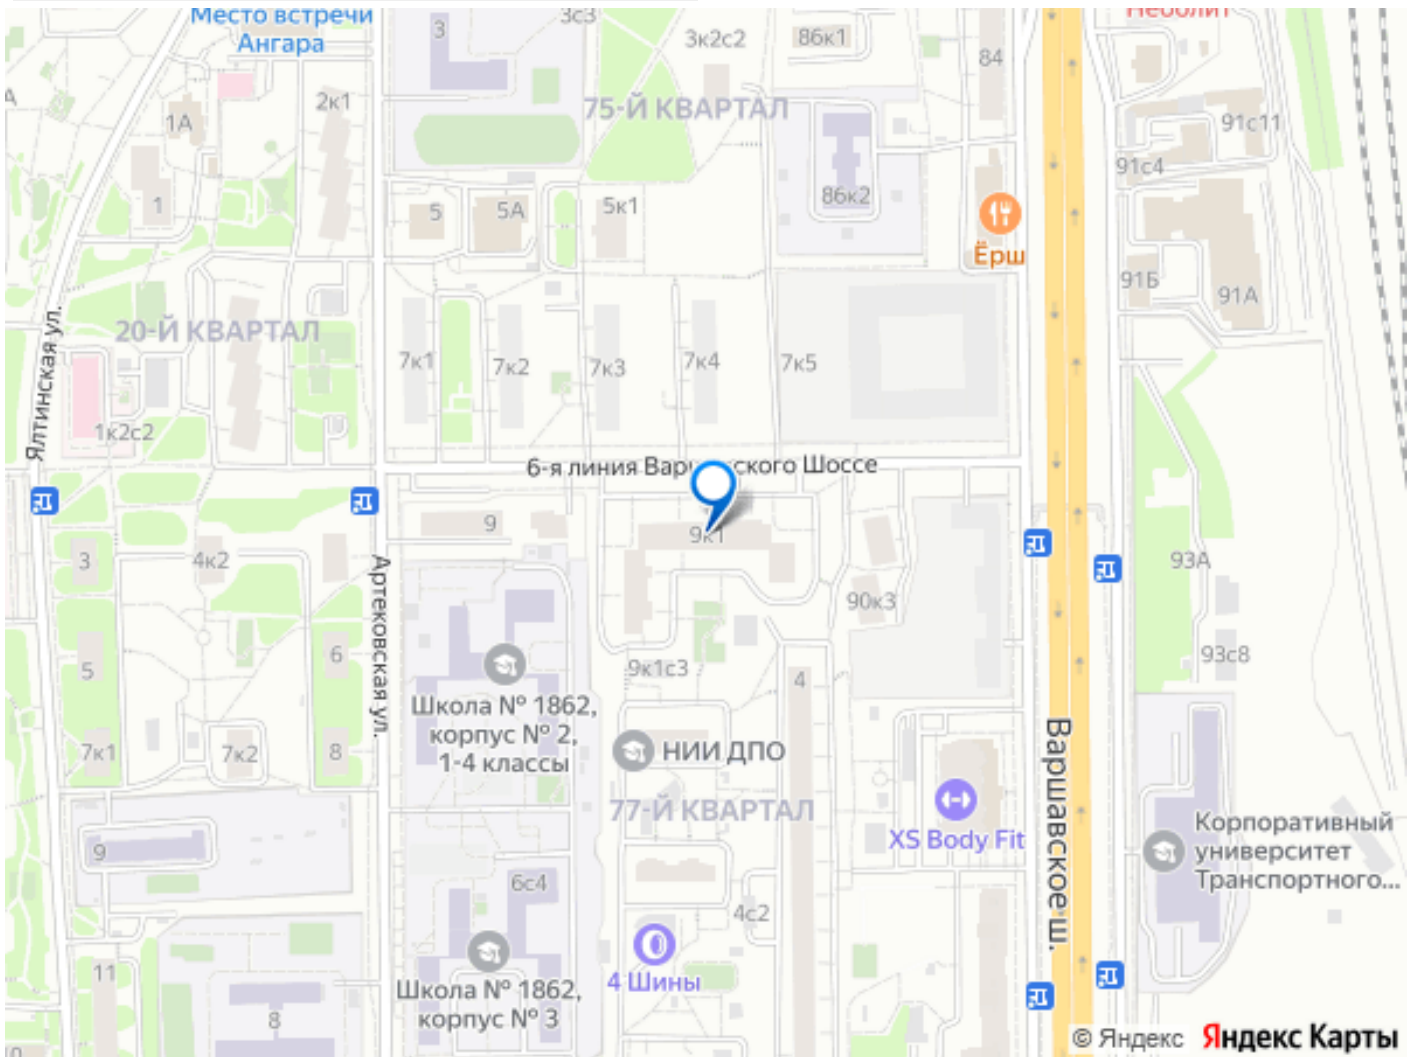 Место встречи
Ангара
3
3с3
3к2с2
86к1
84
Неболит
А
1А
2к1
75-Й КВАРТАЛ
91с11
91с4
1
5
5А
5к1
86к2
Ёрш
91Б
91А
20-Й КВАРТАЛ
Ялтинская ул.
7к1
7к2
7к3
7к4
7к5
1к2с2
6-я линия Вар
ского Шоссе
9
9к1
3
4к2
Артековская ул.
90к3
93А
5
6
9к1с3
4
93с8
Школа № 1862,
корпус № 2,
1-4 классы
7к1
7к2
8
НИИ ДПО
77-Й КВАРТАЛ
XS Body Fit
Варшавское ш.
Корпоративный
университет
Транспортного...
9
6с4
4с2
4 Шины
11
Школа № 1862,
корпус № 3
8
© Яндекс Яндекс Карты